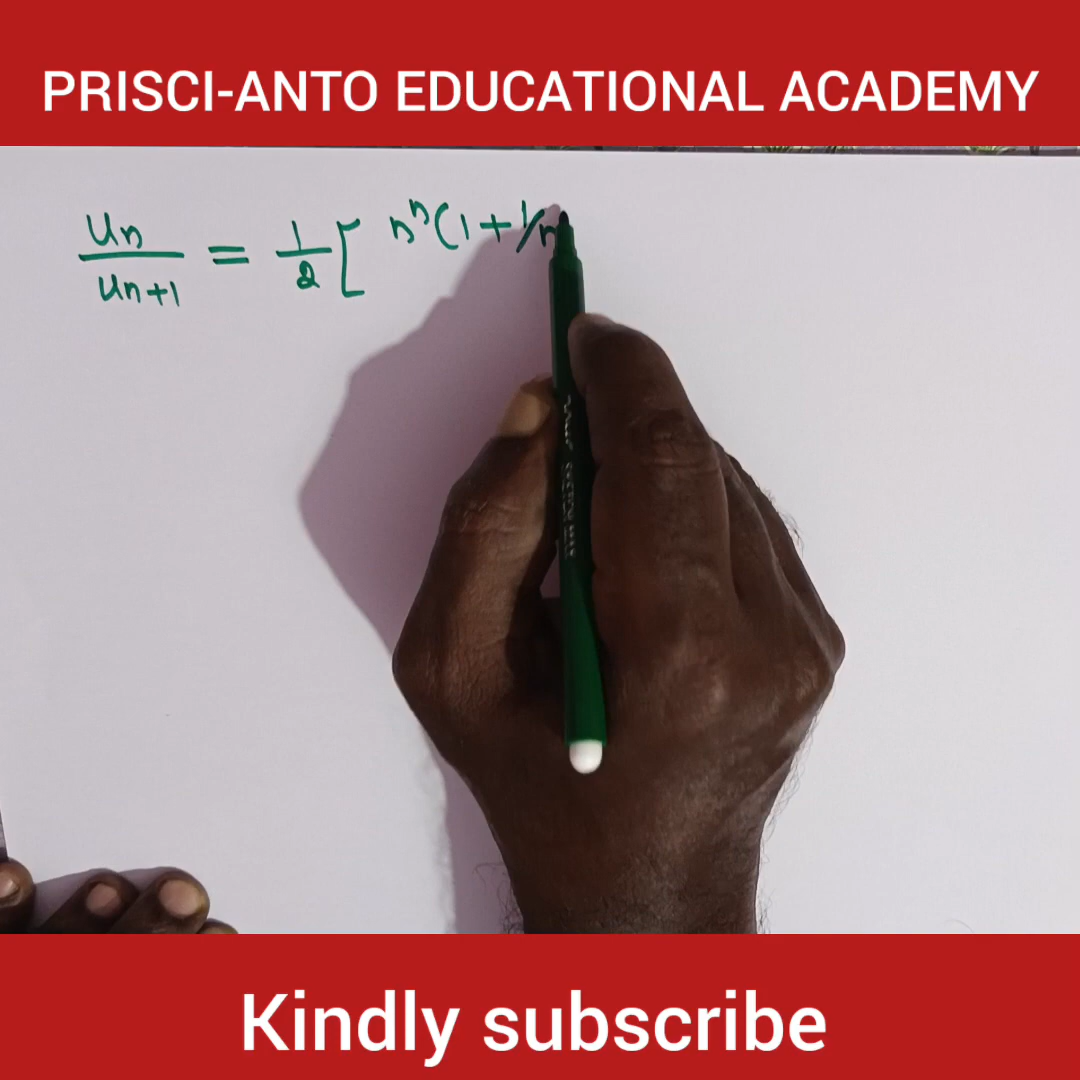 PRISCI-ANTO EDUCATIONAL ACADEMY
Un/Un+1 = 1/2 [ n^n (1 + 1/n
Kindly subscribe